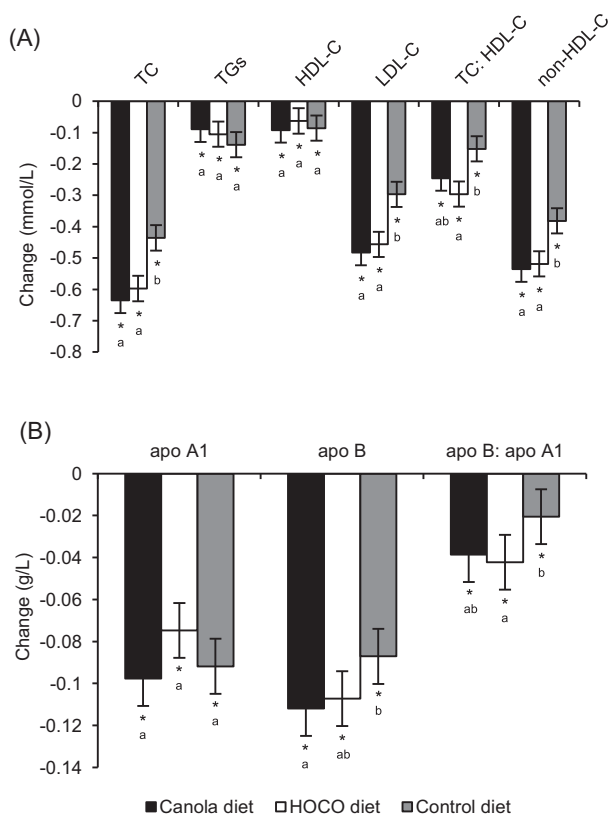 (A)
TC TGs HDL-C LDL-C TC: HDL-C non-HDL-C
Change (mmol/L)
0
-0.1
-0.2
-0.3
-0.4
-0.5
-0.6
-0.7
-0.8
* * * * * * * * * * * * * * * * * *
a a b a a a a a a a a b ab a b a a b
(B)
apo A1 apo B apo B: apo A1
Change (g/L)
0
-0.02
-0.04
-0.06
-0.08
-0.1
-0.12
-0.14
* * * * * * * * *
a a a a ab b ab a b
Canola diet HOCO diet Control diet